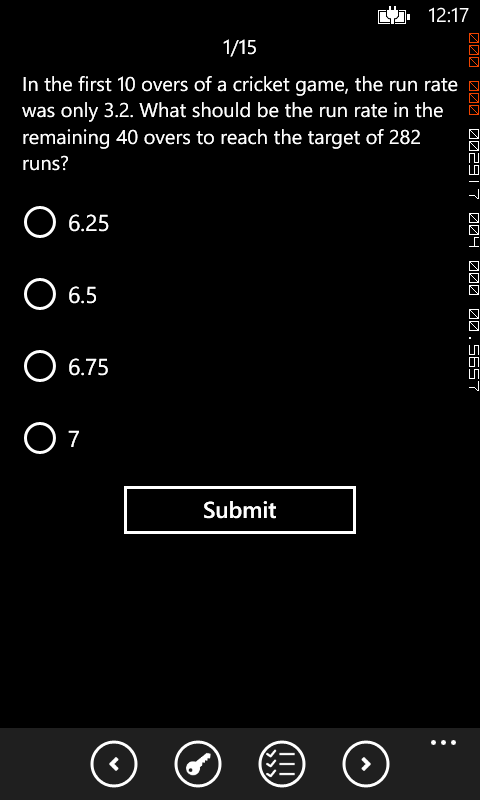 12:17
1/15
In the first 10 overs of a cricket game, the run rate
was only 3.2. What should be the run rate in the
remaining 40 overs to reach the target of 282
runs?
6.25
6.5
6.75
7
Submit
000 000 002917 004 000 00.5657